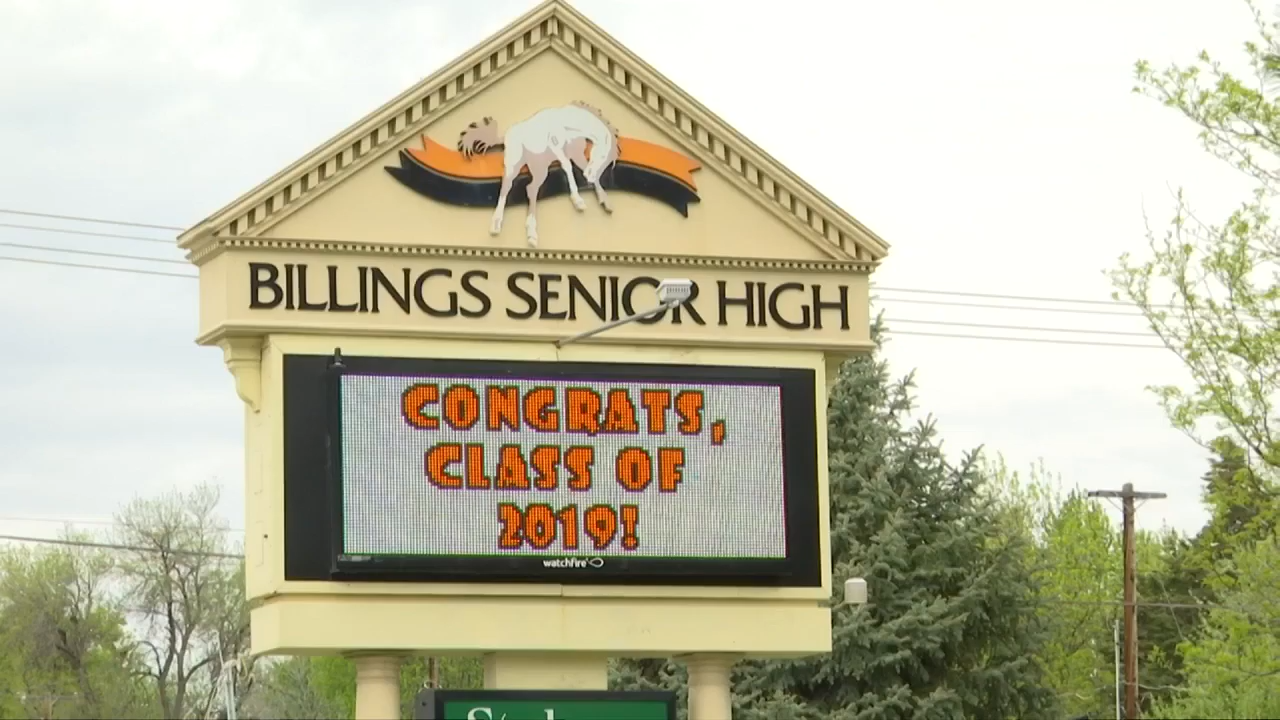 BILLINGS SENIOR HIGH
CONGRATS,
CLASS OF
2019!
watchfire